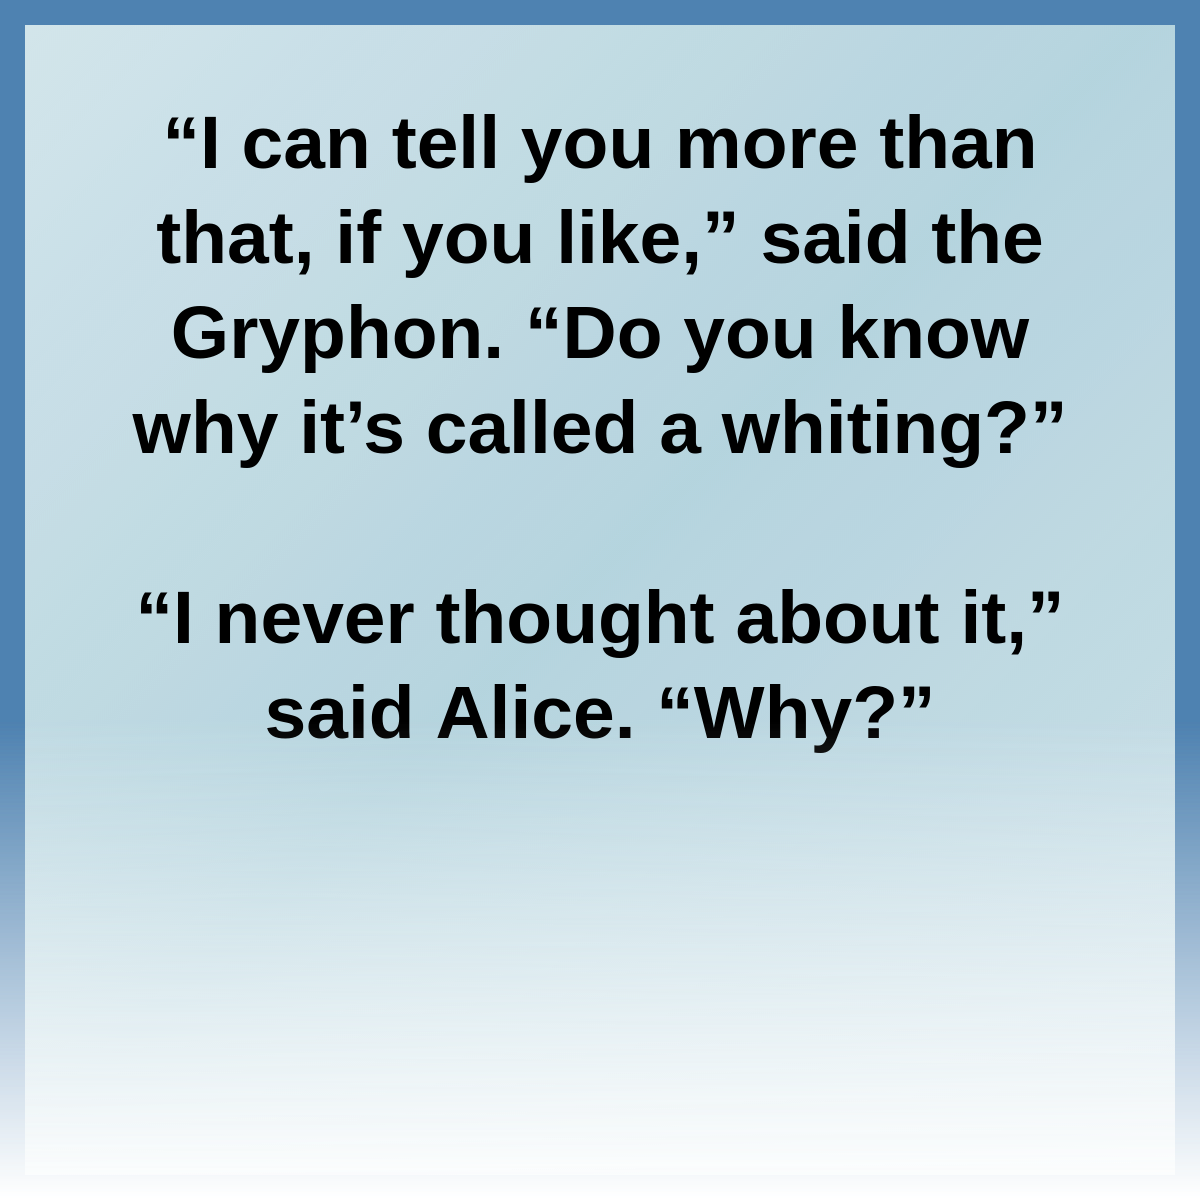 “I can tell you more than
that, if you like,” said the
Gryphon. “Do you know
why it’s called a whiting?”
“I never thought about it,”
said Alice. “Why?”